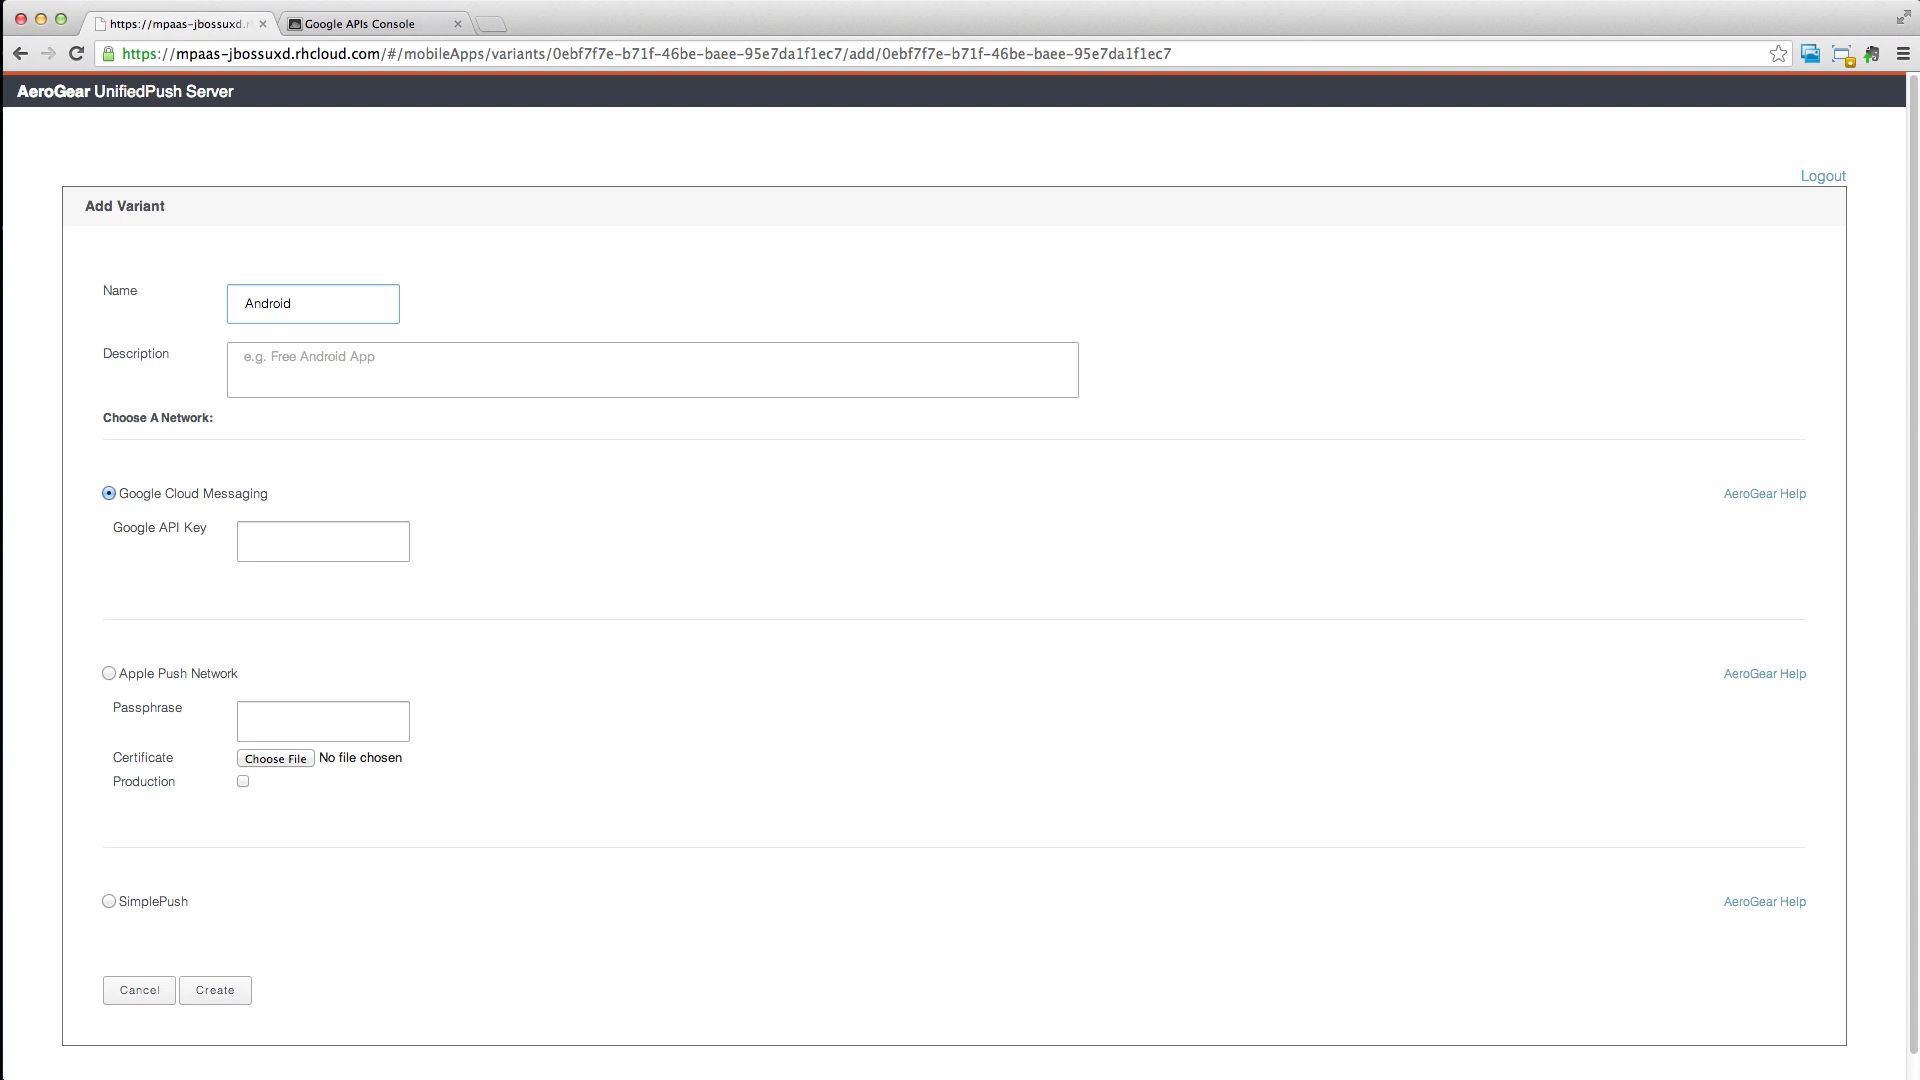 https://mpaas-jbossuxd.r
Google APIs Console
https://mpaas-jbossuxd.rhcloud.com/#/mobileApps/variants/0ebf7f7e-b71f-46be-baee-95e7da1f1ec7/add/0ebf7f7e-b71f-46be-baee-95e7da1f1ec7
AeroGear UnifiedPush Server
Logout
Add Variant
Name
Android
Description
e.g. Free Android App
Choose A Network:
Google Cloud Messaging
AeroGear Help
Google API Key
Apple Push Network
AeroGear Help
Passphrase
Certificate
Choose File No file chosen
Production
SimplePush
AeroGear Help
Cancel
Create